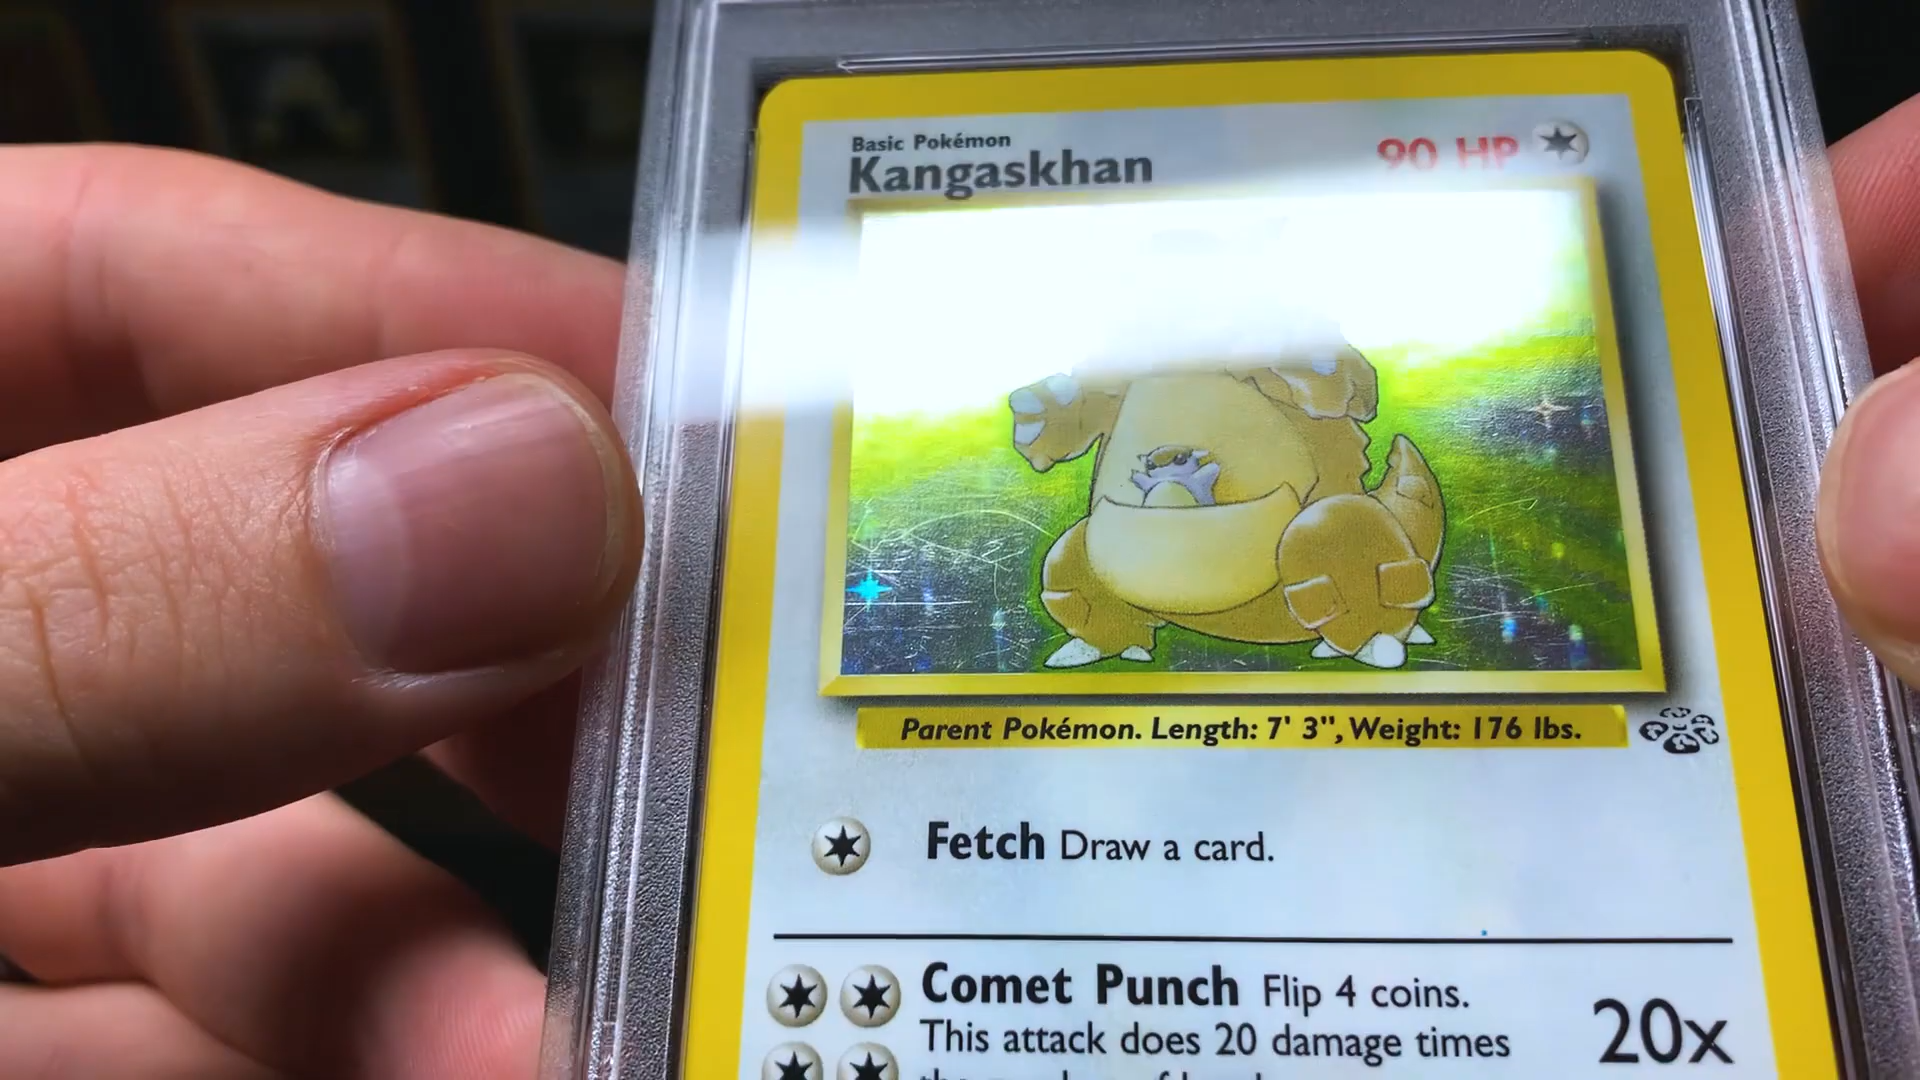 Basic Pokémon
Kangaskhan
90 HP
Parent Pokémon. Length: 7' 3", Weight: 176 lbs.
Fetch Draw a card.
Comet Punch Flip 4 coins.
This attack does 20 damage times
20x